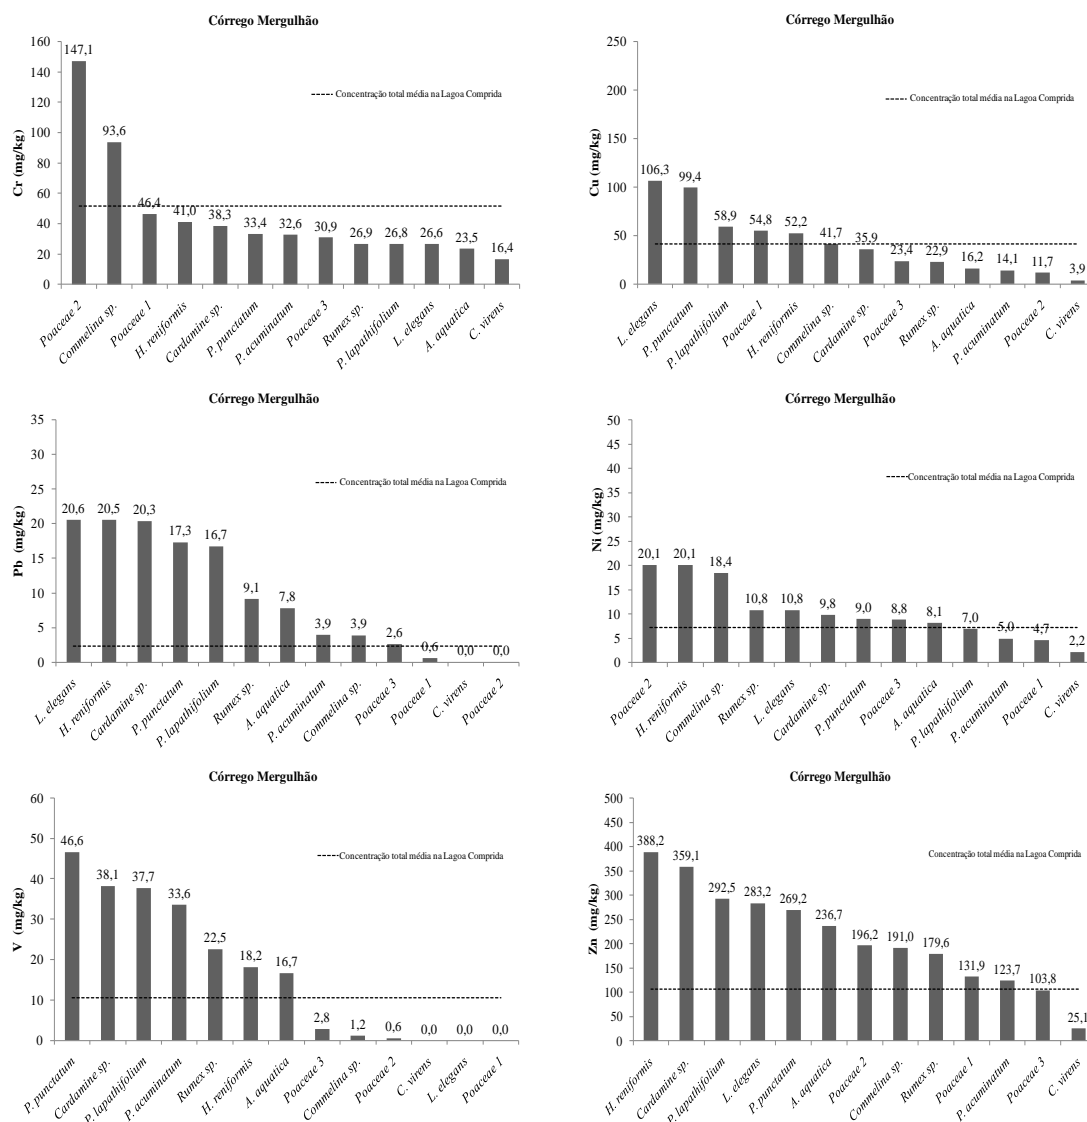 Córrego Mergulhão
Cr (mg/kg)
160
140
120
100
80
60
40
20
0
Concentração total média na Lagoa Comprida
147,1
93,6
46,4
41,0
38,3
33,4
32,6
30,9
26,9
26,8
26,6
23,5
16,4
Poaceae 2
Commelina sp.
Poaceae 1
H. reniformis
Cardamine sp.
P. punctatum
P. acuminatum
Poaceae 3
Rumex sp.
P. lapathifolium
L. elegans
A. aquatica
C. virens
Córrego Mergulhão
Cu (mg/kg)
250
200
150
100
50
0
Concentração total média na Lagoa Comprida
106,3
99,4
58,9
54,8
52,2
41,7
35,9
23,4
22,9
16,2
14,1
11,7
3,9
L. elegans
P. punctatum
P. lapathifolium
Poaceae 1
H. reniformis
Commelina sp.
Cardamine sp.
Poaceae 3
Rumex sp.
A. aquatica
P. acuminatum
Poaceae 2
C. virens
Córrego Mergulhão
Pb (mg/kg)
35
30
25
20
15
10
5
0
Concentração total média na Lagoa Comprida
20,6
20,5
20,3
17,3
16,7
9,1
7,8
3,9
3,9
2,6
0,6
0,0
0,0
L. elegans
H. reniformis
Cardamine sp.
P. punctatum
P. lapathifolium
Rumex sp.
A. aquatica
P. acuminatum
Commelina sp.
Poaceae 3
Poaceae 1
C. virens
Poaceae 2
Córrego Mergulhão
Ni (mg/kg)
50
45
40
35
30
25
20
15
10
5
0
Concentração total média na Lagoa Comprida
20,1
20,1
18,4
10,8
10,8
9,8
9,0
8,8
8,1
7,0
5,0
4,7
2,2
Poaceae 2
H. reniformis
Commelina sp.
Rumex sp.
L. elegans
Cardamine sp.
P. punctatum
Poaceae 3
A. aquatica
P. lapathifolium
P. acuminatum
Poaceae 1
C. virens
Córrego Mergulhão
V (mg/kg)
60
50
40
30
20
10
0
Concentração total média na Lagoa Comprida
46,6
38,1
37,7
33,6
22,5
18,2
16,7
2,8
1,2
0,6
0,0
0,0
0,0
P. punctatum
Cardamine sp.
P. lapathifolium
P. acuminatum
Rumex sp.
H. reniformis
A. aquatica
Poaceae 3
Commelina sp.
Poaceae 2
C. virens
L. elegans
Poaceae 1
Córrego Mergulhão
Zn (mg/kg)
500
450
400
350
300
250
200
150
100
50
0
Concentração total média na Lagoa Comprida
388,2
359,1
292,5
283,2
269,2
236,7
196,2
191,0
179,6
131,9
123,7
103,8
25,1
H. reniformis
Cardamine sp.
P. lapathifolium
L. elegans
P. punctatum
A. aquatica
Poaceae 2
Commelina sp.
Rumex sp.
Poaceae 1
P. acuminatum
Poaceae 3
C. virens